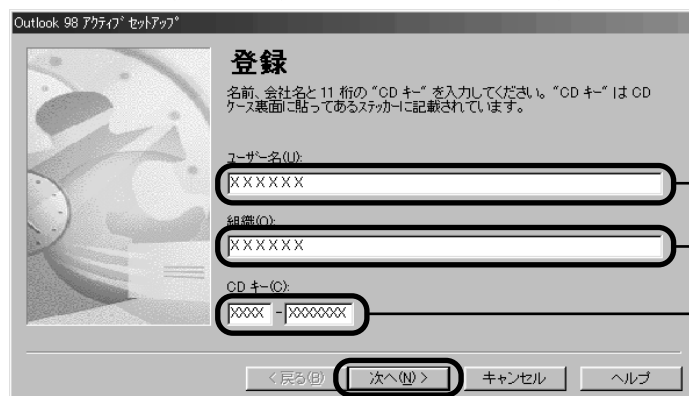 Outlook 98 アクティブ セットアップ
登録
名前、会社名と 11 桁の “CD キー” を入力してください。“CD キー” は CD
ケース裏面に貼ってあるステッカーに記載されています。
ユーザー名(U):
XXXXXX
組織(O):
XXXXXX
CD キー(C):
XXXX - XXXXXXX
< 戻る(B)
次へ(N) >
キャンセル
ヘルプ